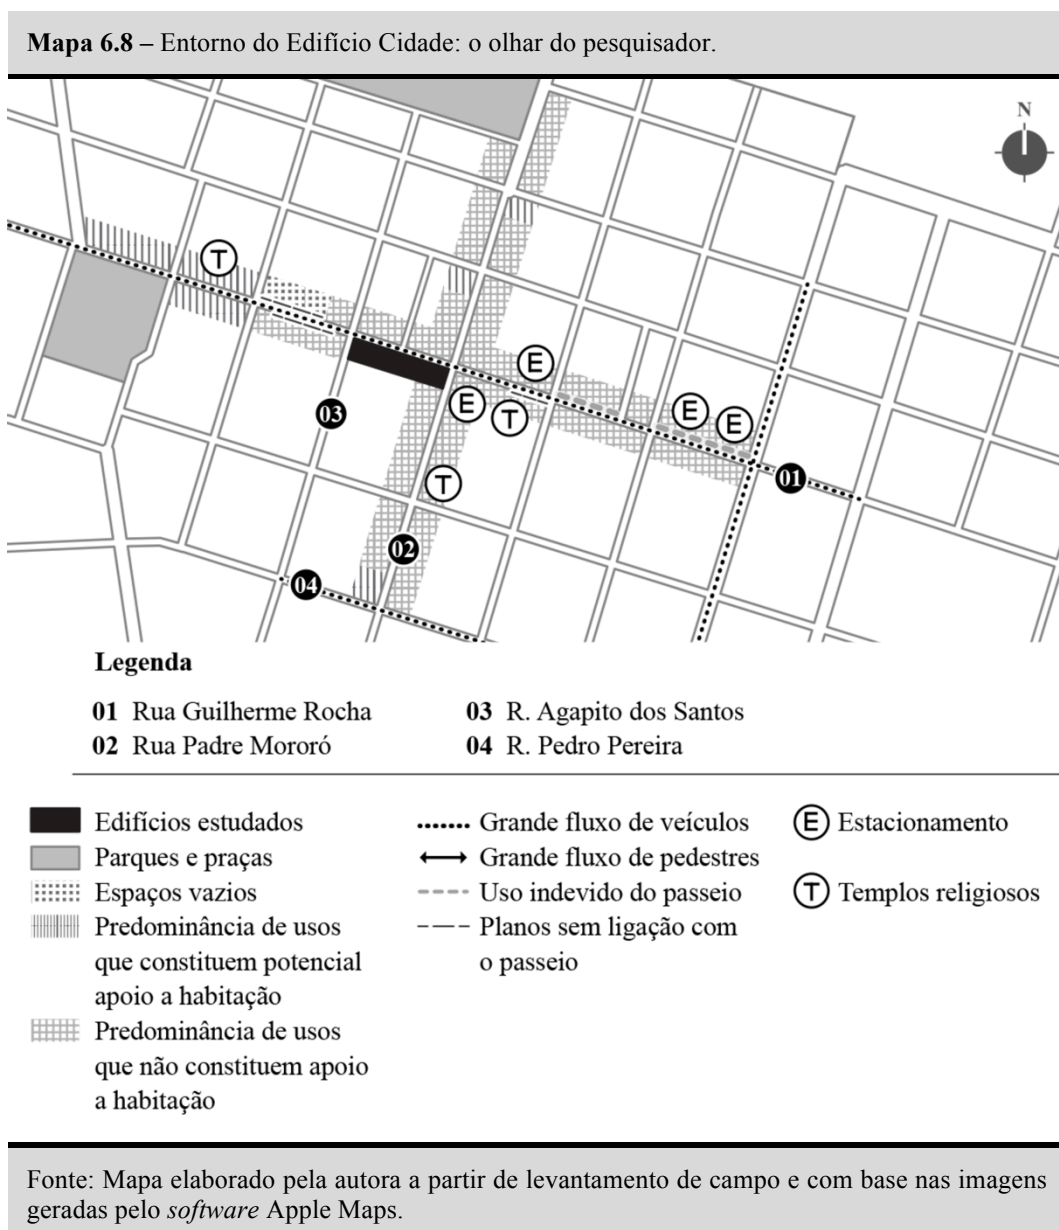 Mapa 6.8 – Entorno do Edifício Cidade: o olhar do pesquisador.
N
T
E
E
T
E
E
03
T
01
02
04
Legenda
01 Rua Guilherme Rocha
02 Rua Padre Mororó
03 R. Agapito dos Santos
04 R. Pedro Pereira
Edifícios estudados
Parques e praças
Espaços vazios
Predominância de usos
que constituem potencial
apoio a habitação
Predominância de usos
que não constituem apoio
a habitação
Grande fluxo de veículos
Grande fluxo de pedestres
Uso indevido do passeio
Planos sem ligação com
o passeio
E Estacionamento
T Templos religiosos
Fonte: Mapa elaborado pela autora a partir de levantamento de campo e com base nas imagens
geradas pelo software Apple Maps.